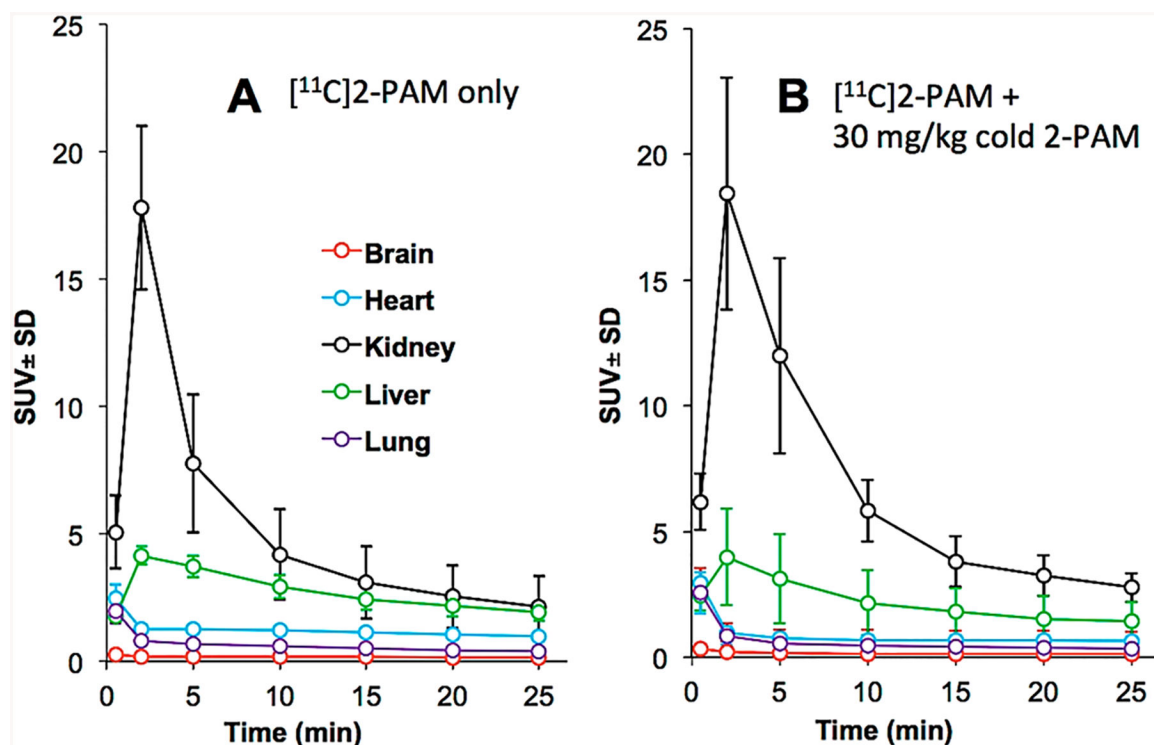 A [¹¹C]2-PAM only
25
20
15
10
5
0
SUV± SD
Brain
Heart
Kidney
Liver
Lung
0 5 10 15 20 25
Time (min)
B [¹¹C]2-PAM +
30 mg/kg cold 2-PAM
25
20
15
10
5
0
SUV± SD
0 5 10 15 20 25
Time (min)